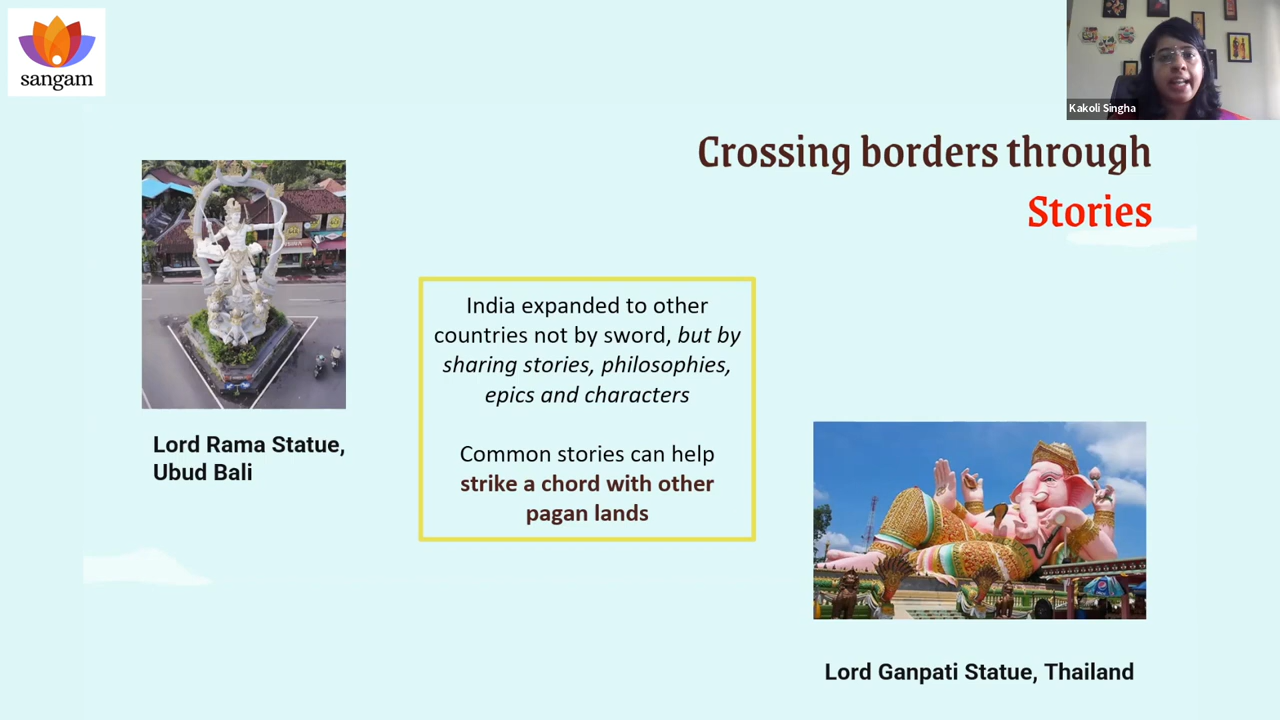 sangam
Kakoli Singha
Crossing borders through
Stories
India expanded to other
countries not by sword, but by
sharing stories, philosophies,
epics and characters
Common stories can help
strike a chord with other
pagan lands
Lord Rama Statue,
Ubud Bali
Lord Ganpati Statue, Thailand